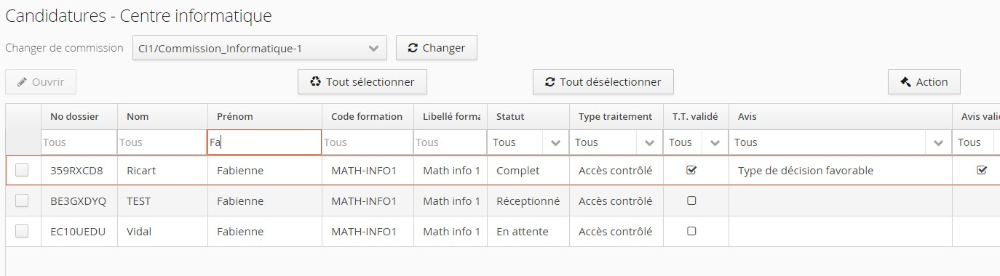 Candidatures - Centre informatique
Changer de commission CI1/Commission_Informatique-1 Changer
Ouvrir Tout sélectionner Tout désélectionner Action
No dossier Nom Prénom Code formation Libellé forma Statut Type traitement T.T. validé Avis Avis valid
Tous Tous Fa Tous Tous Tous Tous Tous Tous Tous
359RXCD8 Ricart Fabienne MATH-INFO1 Math info 1 Complet Accès contrôlé Type de décision favorable
BE3GXDYQ TEST Fabienne MATH-INFO1 Math info 1 Réceptionné Accès contrôlé
EC10UEDU Vidal Fabienne MATH-INFO1 Math info 1 En attente Accès contrôlé